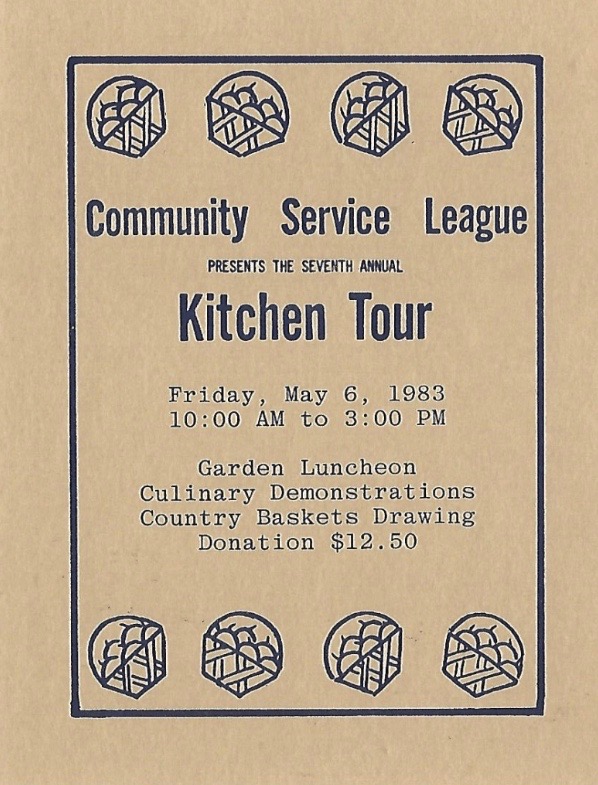 Community Service League
PRESENTS THE SEVENTH ANNUAL
Kitchen Tour
Friday, May 6, 1983
10:00 AM to 3:00 PM
Garden Luncheon
Culinary Demonstrations
Country Baskets Drawing
Donation $12.50